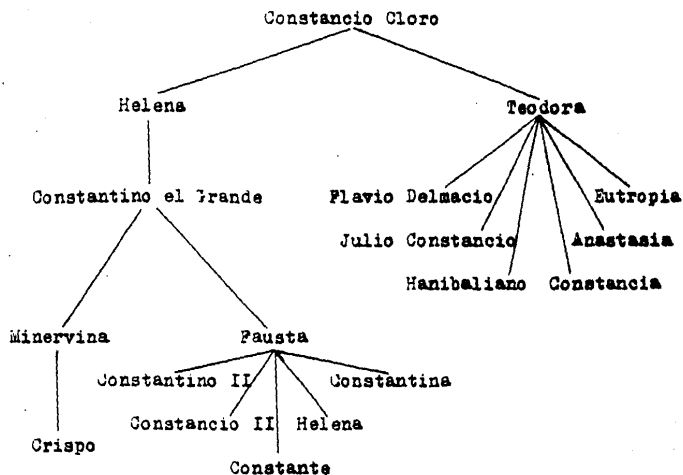 Constancio Cloro
Helena Teodora
Constantino el Grande Flavio Delmacio Eutropia
Julio Constancio Anastasia
Hanibaliano Constancia
Minervina Fausta
Constantino II Constantina
Constancio II Helena
Crispo
Constante